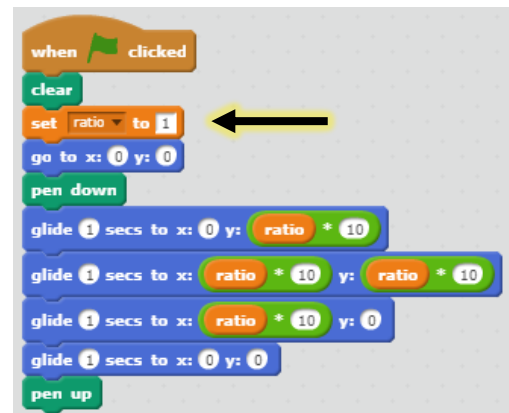 when clicked
clear
set ratio to 1
go to x: 0 y: 0
pen down
glide 1 secs to x: 0 y: ratio * 10
glide 1 secs to x: ratio * 10 y: ratio * 10
glide 1 secs to x: ratio * 10 y: 0
glide 1 secs to x: 0 y: 0
pen up